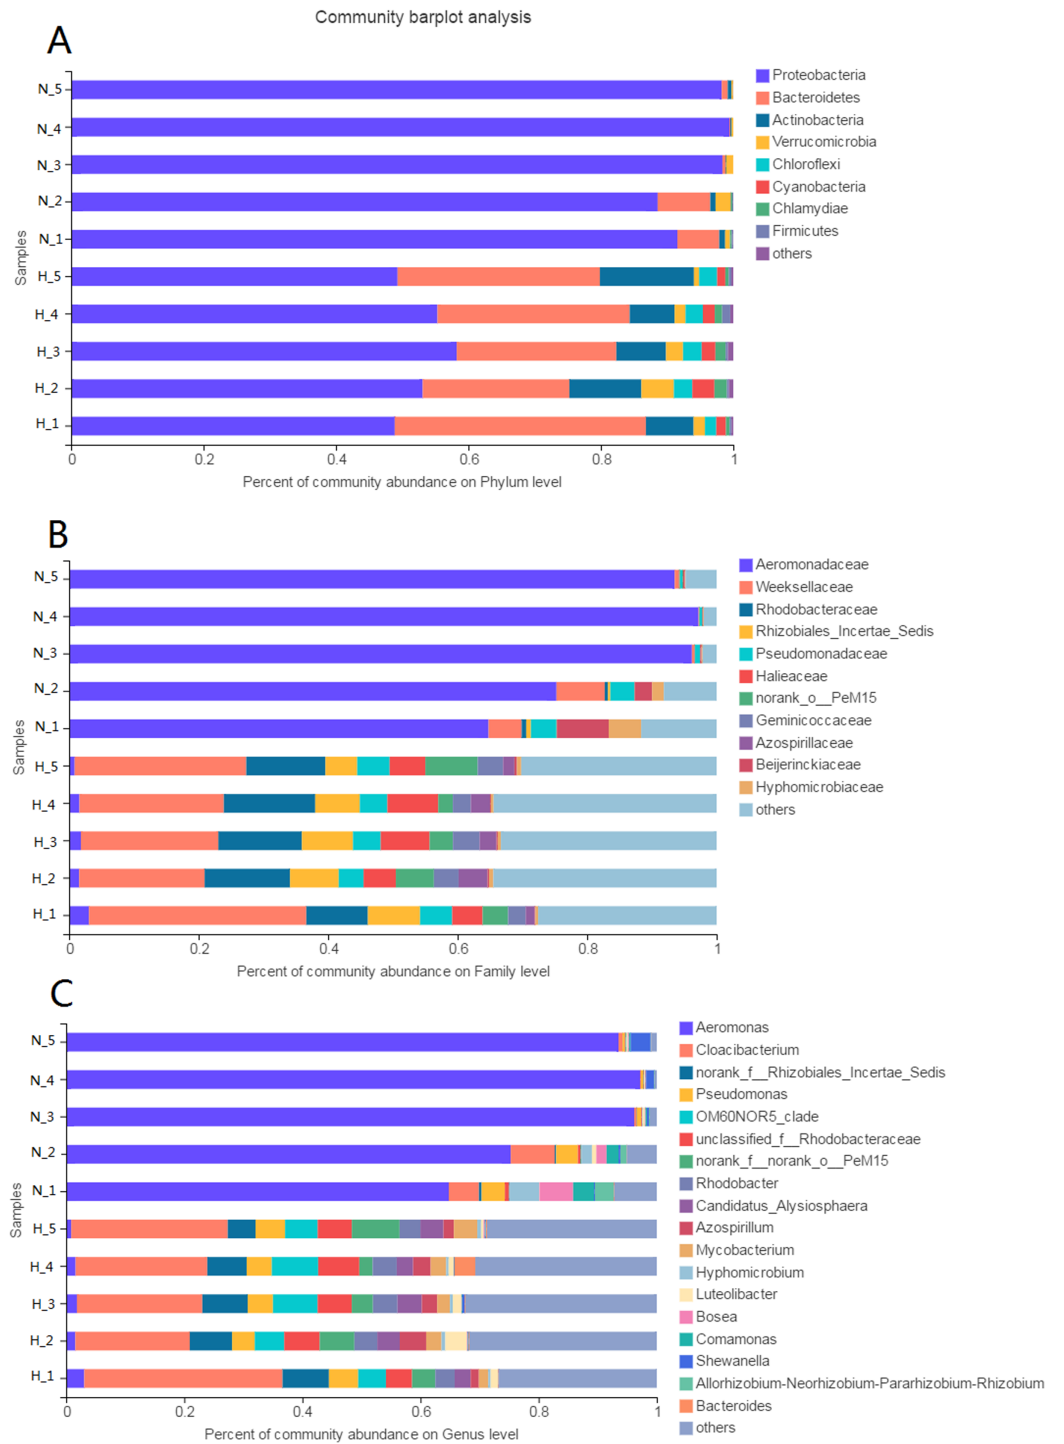 Community barplot analysis
A
N_5
N_4
N_3
N_2
N_1
H_5
H_4
H_3
H_2
H_1
Samples
0 0.2 0.4 0.6 0.8 1
Percent of community abundance on Phylum level
Proteobacteria
Bacteroidetes
Actinobacteria
Verrucomicrobia
Chloroflexi
Cyanobacteria
Chlamydiae
Firmicutes
others
B
N_5
N_4
N_3
N_2
N_1
H_5
H_4
H_3
H_2
H_1
Samples
0 0.2 0.4 0.6 0.8 1
Percent of community abundance on Family level
Aeromonadaceae
Weeksellaceae
Rhodobacteraceae
Rhizobiales_Incertae_Sedis
Pseudomonadaceae
Halieaceae
norank_o__PeM15
Geminicoccaceae
Azospirillaceae
Beijerinckiaceae
Hyphomicrobiaceae
others
C
N_5
N_4
N_3
N_2
N_1
H_5
H_4
H_3
H_2
H_1
Samples
0 0.2 0.4 0.6 0.8 1
Percent of community abundance on Genus level
Aeromonas
Cloacibacterium
norank_f__Rhizobiales_Incertae_Sedis
Pseudomonas
OM60NOR5_clade
unclassified_f__Rhodobacteraceae
norank_f__norank_o__PeM15
Rhodobacter
Candidatus_Alysiosphaera
Azospirillum
Mycobacterium
Hyphomicrobium
Luteolibacter
Bosea
Comamonas
Shewanella
Allorhizobium-Neorhizobium-Pararhizobium-Rhizobium
Bacteroides
others